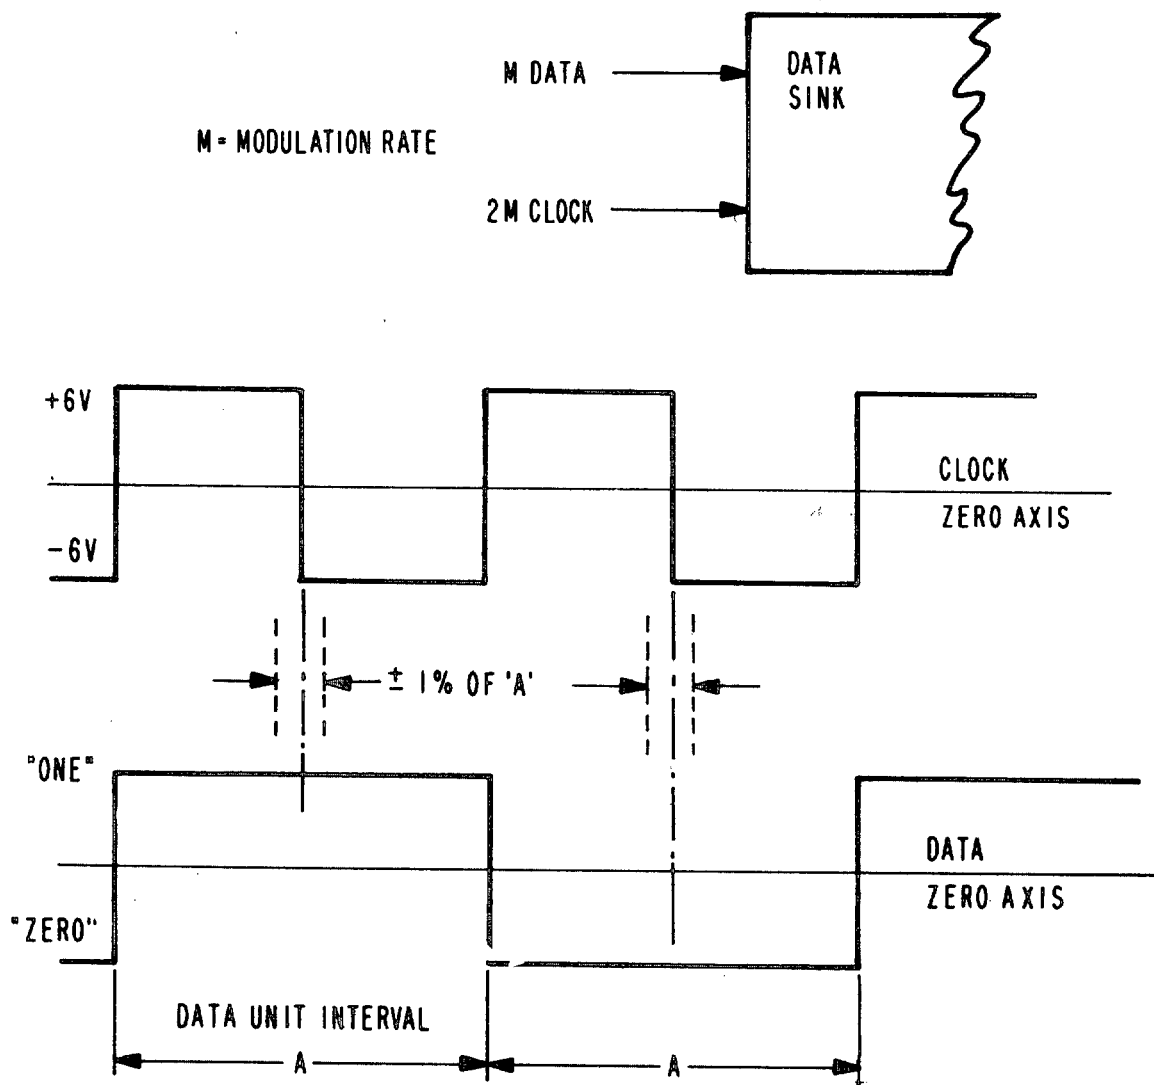 M DATA
DATA
SINK
M = MODULATION RATE
2M CLOCK
+6V
CLOCK
ZERO AXIS
−6V
± 1% OF 'A'
"ONE"
DATA
ZERO AXIS
"ZERO"
DATA UNIT INTERVAL
A
A